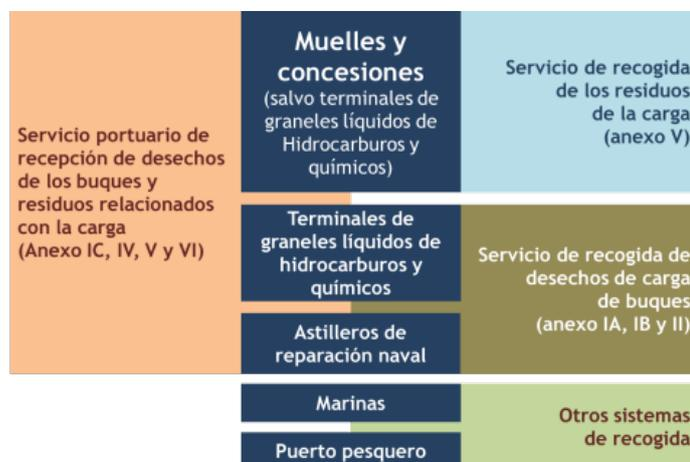 Servicio portuario de
recepción de desechos
de los buques y
residuos relacionados
con la carga
(Anexo IC, IV, V y VI)
Muelles y
concesiones
(salvo terminales de
graneles líquidos de
Hidrocarburos y
químicos)
Servicio de recogida
de los residuos
de la carga
(anexo V)
Terminales de
graneles líquidos de
hidrocarburos y
químicos
Servicio de recogida de
desechos de carga
de buques
(anexo IA, IB y II)
Astilleros de
reparación naval
Marinas
Puerto pesquero
Otros sistemas
de recogida